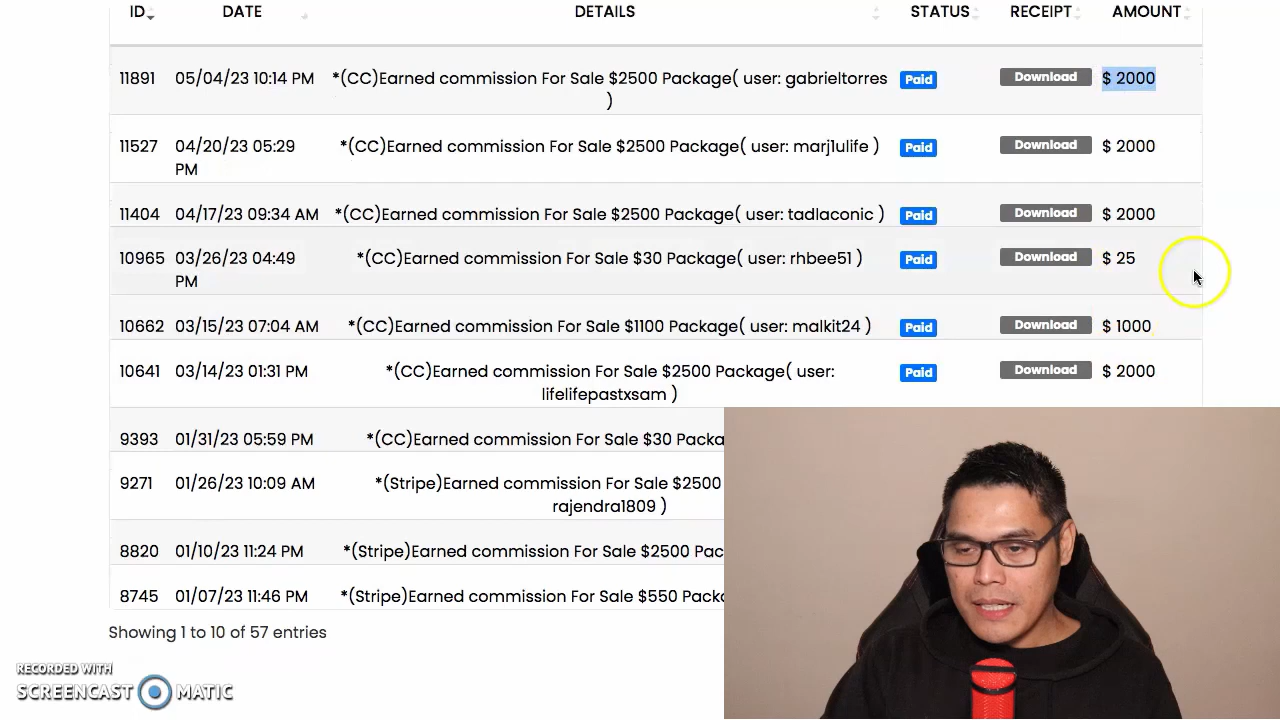 ID DATE DETAILS STATUS RECEIPT AMOUNT
11891 05/04/23 10:14 PM *(CC)Earned commission For Sale $2500 Package( user: gabrieltorres Paid Download $ 2000
)
11527 04/20/23 05:29 *(CC)Earned commission For Sale $2500 Package( user: marj1ulife ) Paid Download $ 2000
PM
11404 04/17/23 09:34 AM *(CC)Earned commission For Sale $2500 Package( user: tadlaconic ) Paid Download $ 2000
10965 03/26/23 04:49 *(CC)Earned commission For Sale $30 Package( user: rhbee51 ) Paid Download $ 25
PM
10662 03/15/23 07:04 AM *(CC)Earned commission For Sale $1100 Package( user: malkit24 ) Paid Download $ 1000
10641 03/14/23 01:31 PM *(CC)Earned commission For Sale $2500 Package( user: Paid Download $ 2000
lifelifepastxsam )
9393 01/31/23 05:59 PM *(CC)Earned commission For Sale $30 Packa
9271 01/26/23 10:09 AM *(Stripe)Earned commission For Sale $2500
rajendra1809 )
8820 01/10/23 11:24 PM *(Stripe)Earned commission For Sale $2500 Pac
8745 01/07/23 11:46 PM *(Stripe)Earned commission For Sale $550 Packa
Showing 1 to 10 of 57 entries
RECORDED WITH
SCREENCAST MATIC